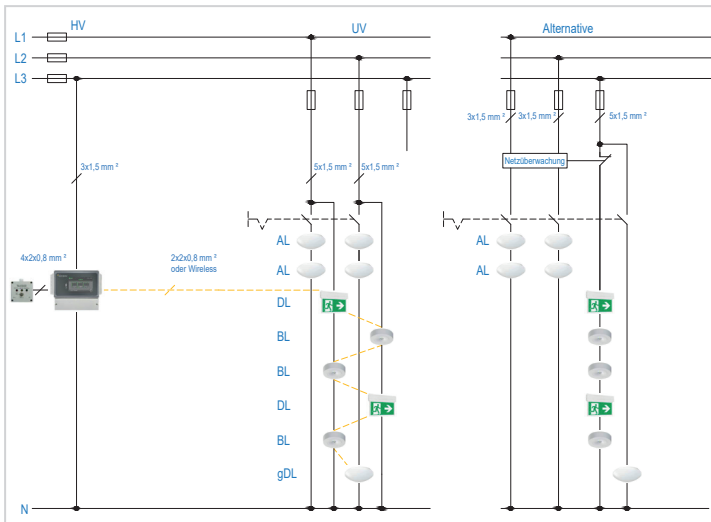 HV
UV
Alternative
L1
L2
L3
3x1,5 mm ²
3x1,5 mm ²
5x1,5 mm ²
Netzüberwachung
3x1,5 mm ²
5x1,5 mm ²
5x1,5 mm ²
AL
AL
AL
AL
4x2x0,8 mm ²
2x2x0,8 mm ²
oder Wireless
DL
BL
BL
DL
BL
gDL
N